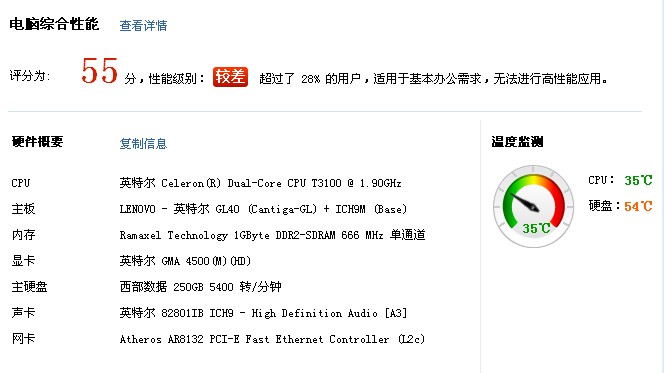 电脑综合性能 查看详情
评分为: 55 分，性能级别： 较差 超过了 28% 的用户，适用于基本办公需求，无法进行高性能应用。
硬件概要 复制信息
CPU 英特尔 Celeron(R) Dual-Core CPU T3100 @ 1.90GHz
主板 LENOVO - 英特尔 GL40 (Cantiga-GL) + ICH9M (Base)
内存 Ramaxel Technology 1GByte DDR2-SDRAM 666 MHz 单通道
显卡 英特尔 GMA 4500(M)(HD)
主硬盘 西部数据 250GB 5400 转/分钟
声卡 英特尔 82801IB ICH9 - High Definition Audio [A3]
网卡 Atheros AR8132 PCI-E Fast Ethernet Controller (L2c)
温度监测
35℃
CPU： 35℃
硬盘：54℃